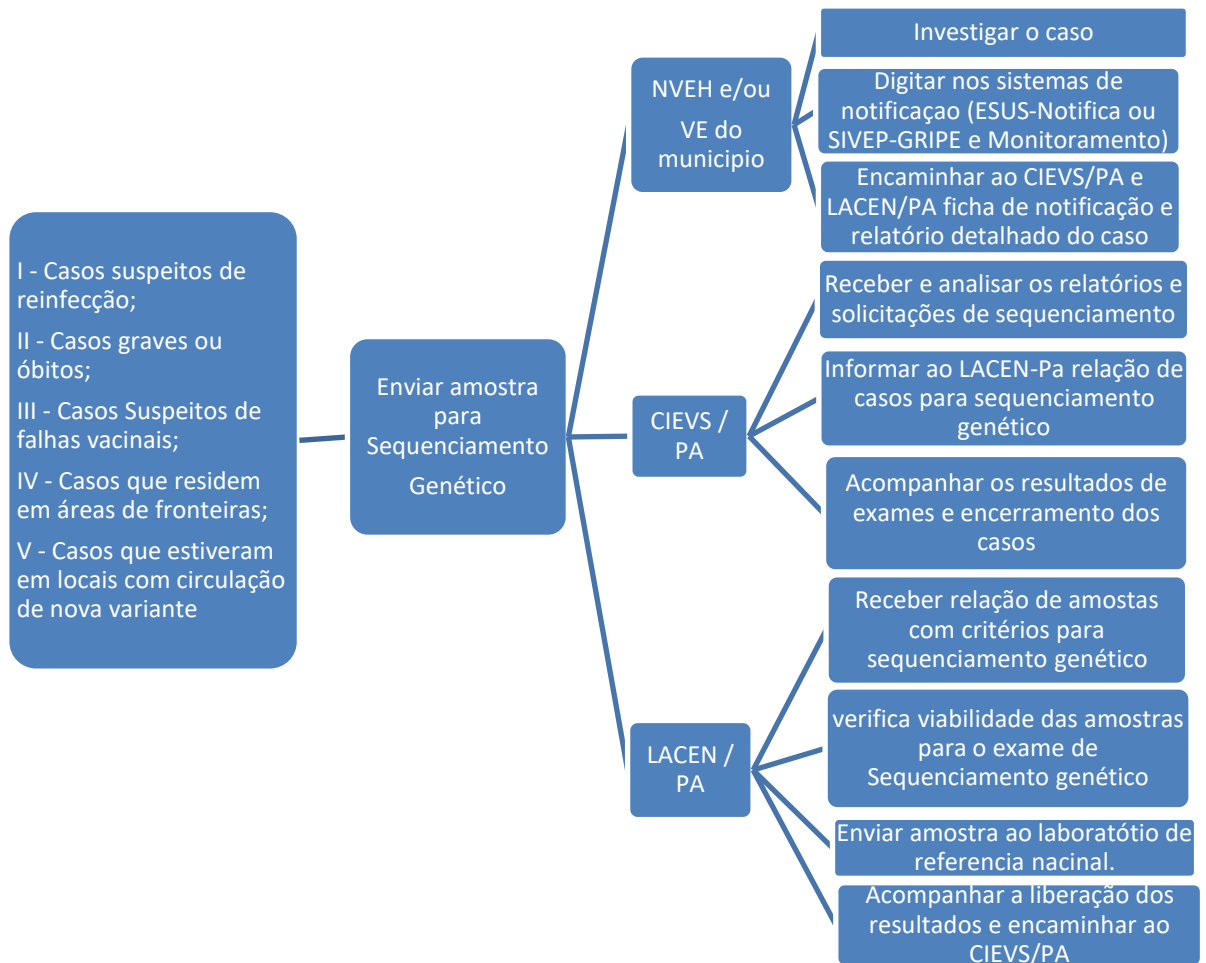 I - Casos suspeitos de
reinfecção;
II - Casos graves ou
óbitos;
III - Casos Suspeitos de
falhas vacinais;
IV - Casos que residem
em áreas de fronteiras;
V - Casos que estiveram
em locais com circulação
de nova variante
Enviar amostra
para
Sequenciamento
Genético
NVEH e/ou
VE do
municipio
Investigar o caso
Digitar nos sistemas de
notificaçao (ESUS-Notifica ou
SIVEP-GRIPE e Monitoramento)
Encaminhar ao CIEVS/PA e
LACEN/PA ficha de notificação e
relatório detalhado do caso
CIEVS /
PA
Receber e analisar os relatórios e
solicitações de sequenciamento
Informar ao LACEN-Pa relação de
casos para sequenciamento
genético
Acompanhar os resultados de
exames e encerramento dos
casos
LACEN /
PA
Receber relação de amostas
com critérios para
sequenciamento genético
verifica viabilidade das amostras
para o exame de
Sequenciamento genético
Enviar amostra ao laboratótio de
referencia nacinal.
Acompanhar a liberação dos
resultados e encaminhar ao
CIEVS/PA